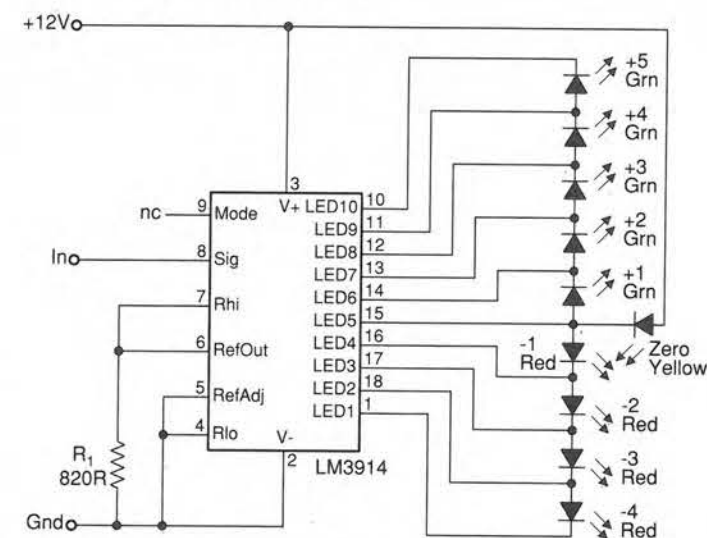 +12V
+5
Grn
+4
Grn
3
10
+3
Grn
nc
9
Mode
V+
LED10
11
LED9
12
+2
Grn
In
8
Sig
LED8
13
LED7
14
+1
Grn
7
Rhi
LED6
15
LED5
16
6
RefOut
LED4
17
-1
Red
Zero
Yellow
5
RefAdj
LED3
18
LED2
1
-2
Red
4
Rlo
LED1
V-
2
LM3914
R1
820R
-3
Red
Gnd
-4
Red